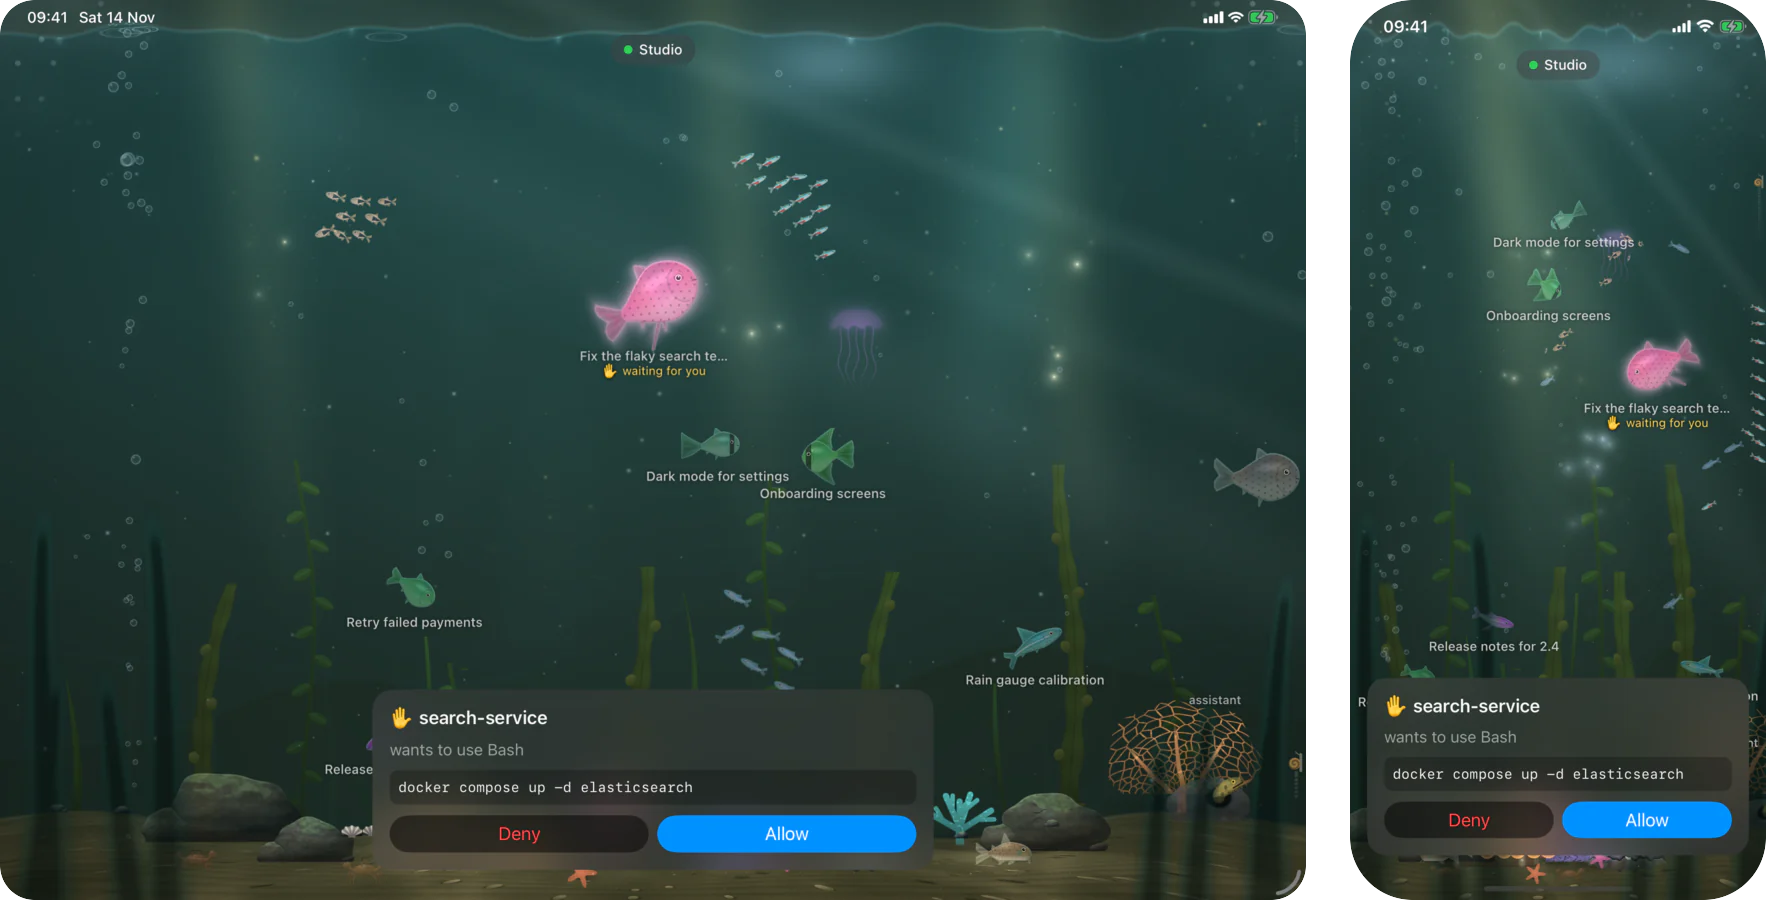 09:41 Sat 14 Nov
Studio
Fix the flaky search te...
✋ waiting for you
Dark mode for settings
Onboarding screens
Retry failed payments
Rain gauge calibration
assistant
Release
✋ search-service
wants to use Bash
docker compose up -d elasticsearch
Deny
Allow
09:41
Studio
Dark mode for settings
Onboarding screens
Fix the flaky search te...
✋ waiting for you
Release notes for 2.4
R
on
nt
✋ search-service
wants to use Bash
docker compose up -d elasticsearch
Deny
Allow